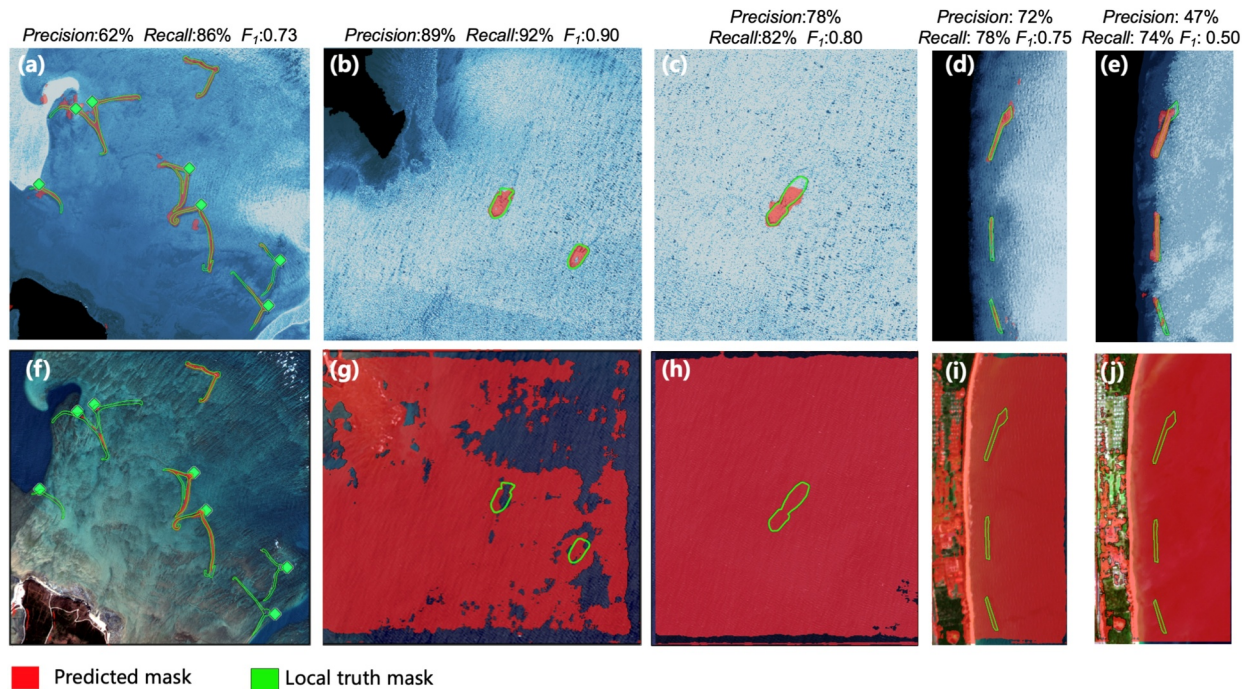 Precision:62% Recall:86% F1:0.73
Precision:89% Recall:92% F1:0.90
Precision:78%
Recall:82% F1:0.80
Precision: 72%
Recall: 78% F1:0.75
Precision: 47%
Recall: 74% F1: 0.50
(a)
(b)
(c)
(d)
(e)
(f)
(g)
(h)
(i)
(j)
Predicted mask
Local truth mask